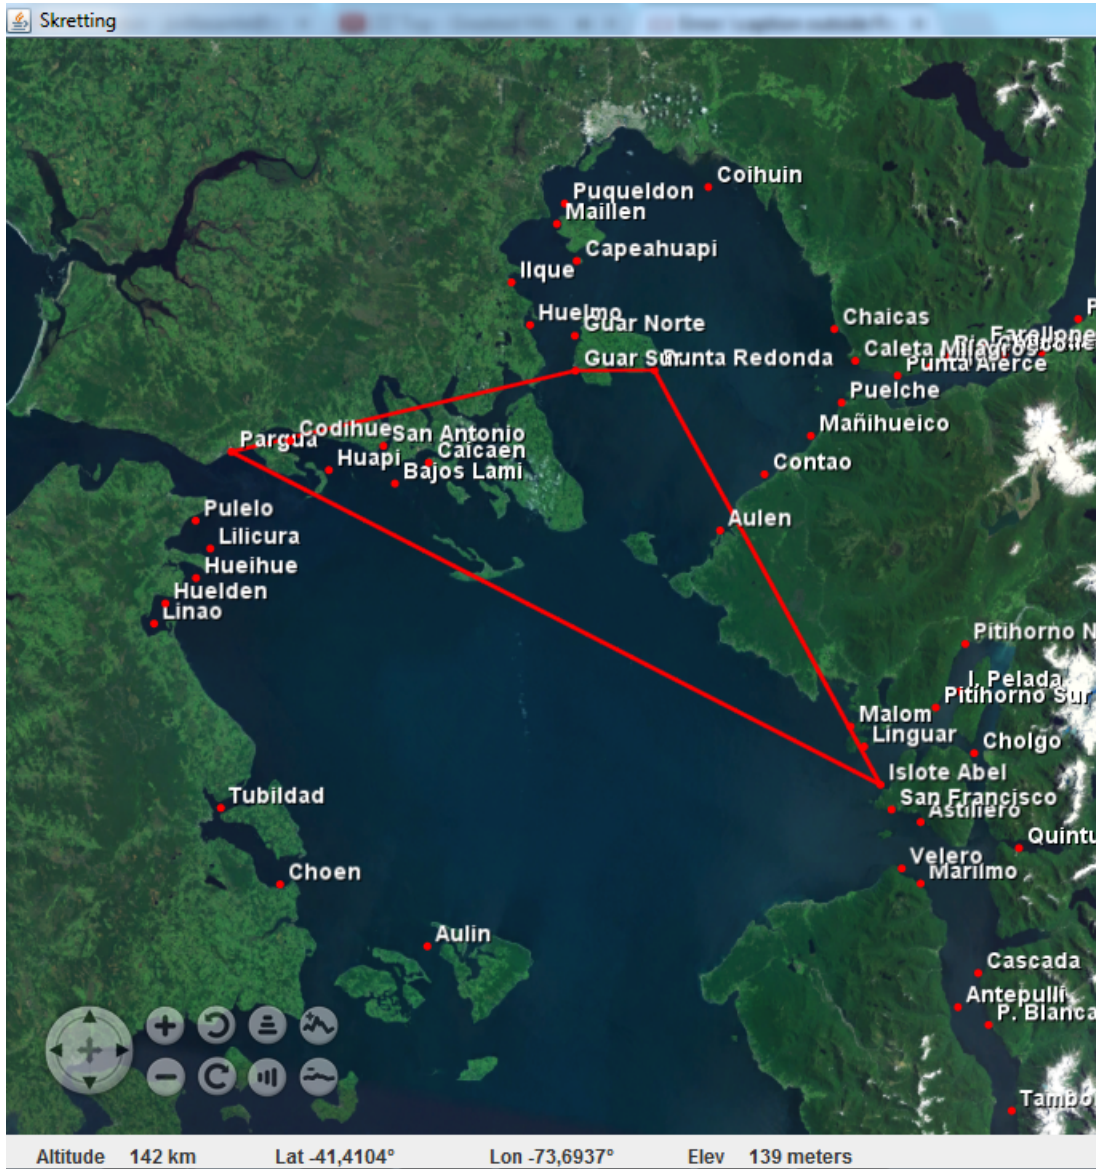 Skretting
Coihuin
Puqueldon
Maillen
Capeahuapi
Ilque
Huelmo
Guar Norte
Chaicas
Farellone
Caleta Milagros
Guar Sur
Punta Redonda
Punta Alerce
Puelche
Mañihueico
Codihue
San Antonio
Pargua
Caicaen
Huapi
Bajos Lami
Contao
Pulelo
Aulen
Lilicura
Hueihue
Huelden
Linao
Pitihorno N
I. Pelada
Pitihorno Sur
Malom
Linguar
Cholgo
Islote Abel
San Francisco
Astillero
Tubildad
Quintu
Velero
Marilmo
Choen
Aulin
Cascada
Antepulli
P. Blanca
Tambo
Altitude 142 km Lat -41,4104° Lon -73,6937° Elev 139 meters